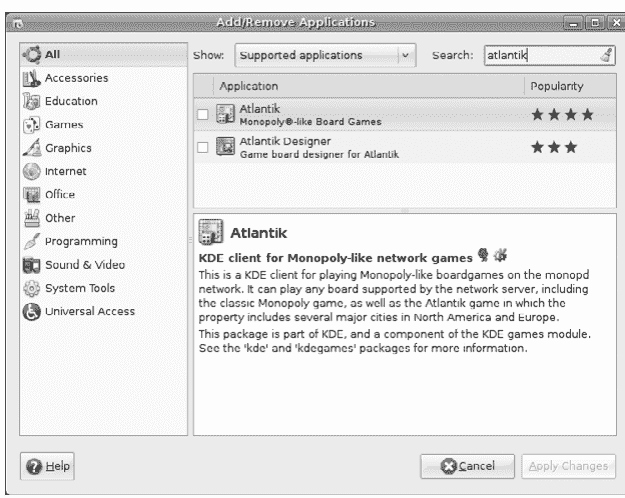 Add/Remove Applications
All
Accessories
Education
Games
Graphics
Internet
Office
Other
Programming
Sound & Video
System Tools
Universal Access
Show: Supported applications Search: atlantik
Application Popularity
Atlantik
Monopoly®-like Board Games
Atlantik Designer
Game board designer for Atlantik
Atlantik
KDE client for Monopoly-like network games
This is a KDE client for playing Monopoly-like boardgames on the monopd
network. It can play any board supported by the network server, including
the classic Monopoly game, as well as the Atlantik game in which the
property includes several major cities in North America and Europe.
This package is part of KDE, and a component of the KDE games module.
See the 'kde' and 'kdegames' packages for more information.
Help
Cancel
Apply Changes